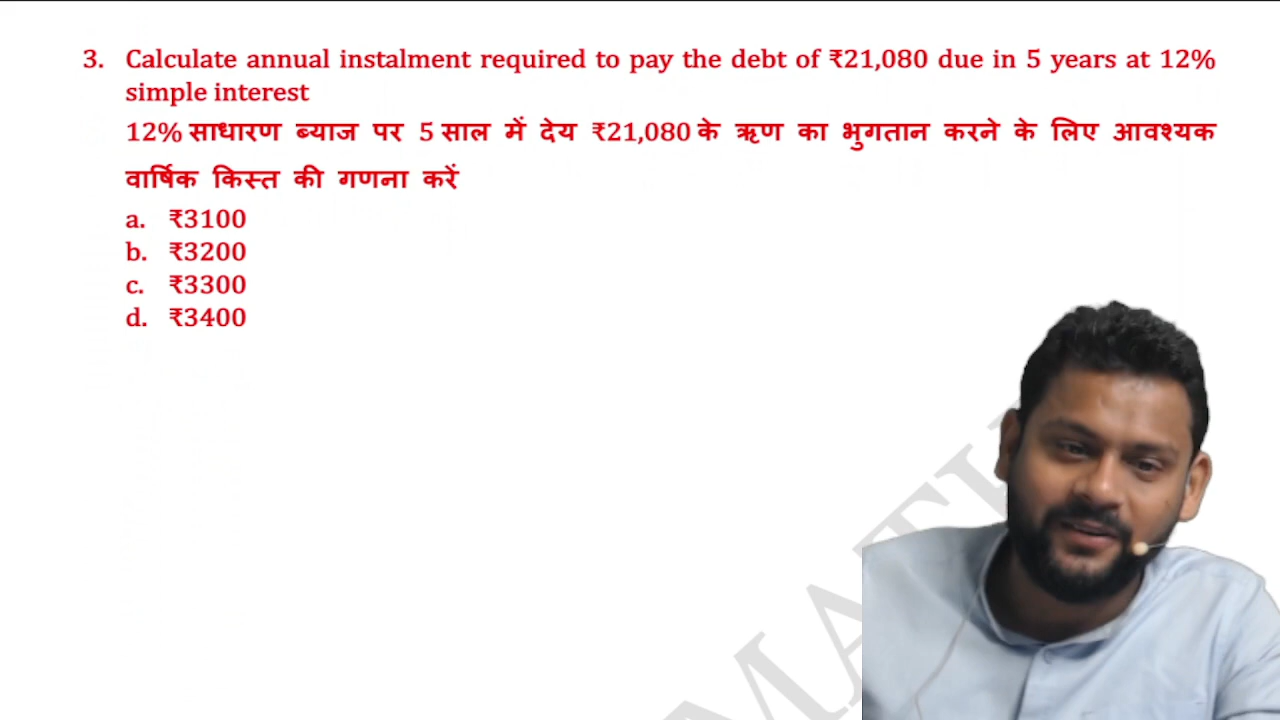 3. Calculate annual instalment required to pay the debt of ₹21,080 due in 5 years at 12%
simple interest
12% साधारण ब्याज पर 5 साल में देय ₹21,080 के ऋण का भुगतान करने के लिए आवश्यक
वार्षिक किस्त की गणना करें
a. ₹3100
b. ₹3200
c. ₹3300
d. ₹3400